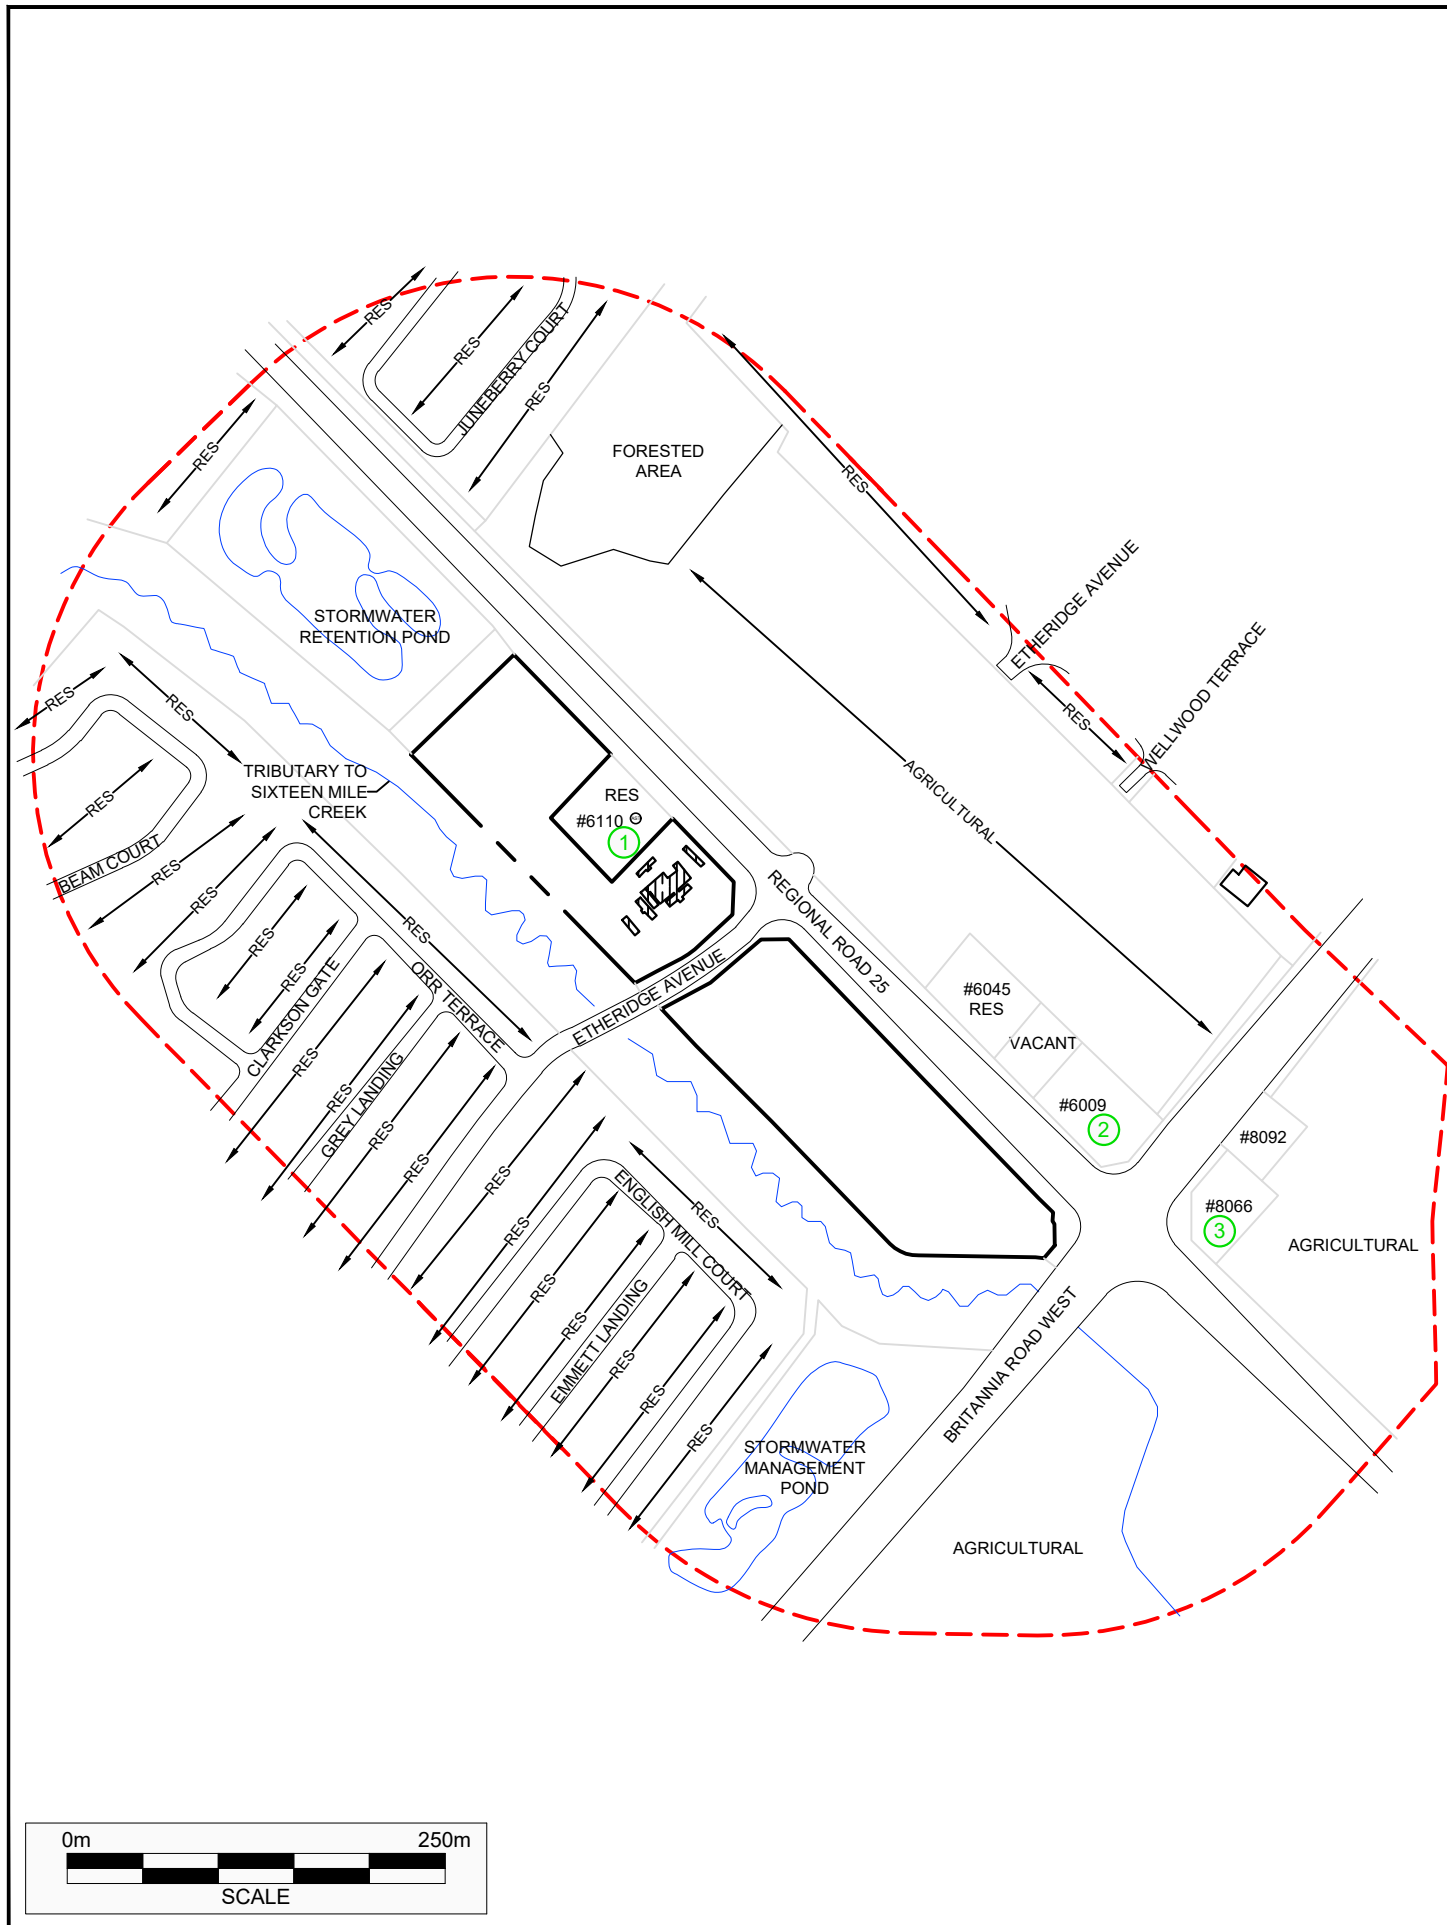 RES
RES
JUNEBERRY COURT
RES
RES
FORESTED
AREA
RES
ETHERIDGE AVENUE
STORMWATER
RETENTION POND
WELLWOOD TERRACE
RES
RES
RES
RES
TRIBUTARY TO
SIXTEEN MILE
CREEK
RES
#6110
1
AGRICULTURAL
RES
BEAM COURT
RES
RES
RES
RES
RES
CLARKSON GATE
ORR TERRACE
ETHERIDGE AVENUE
REGIONAL ROAD 25
#6045
RES
VACANT
#6009
2
#8092
#8066
3
AGRICULTURAL
RES
RES
GREY LANDING
RES
RES
RES
RES
ENGLISH MILL COURT
RES
RES
RES
EMMETT LANDING
RES
RES
RES
BRITANNIA ROAD WEST
STORMWATER
MANAGEMENT
POND
AGRICULTURAL
0m
250m
SCALE